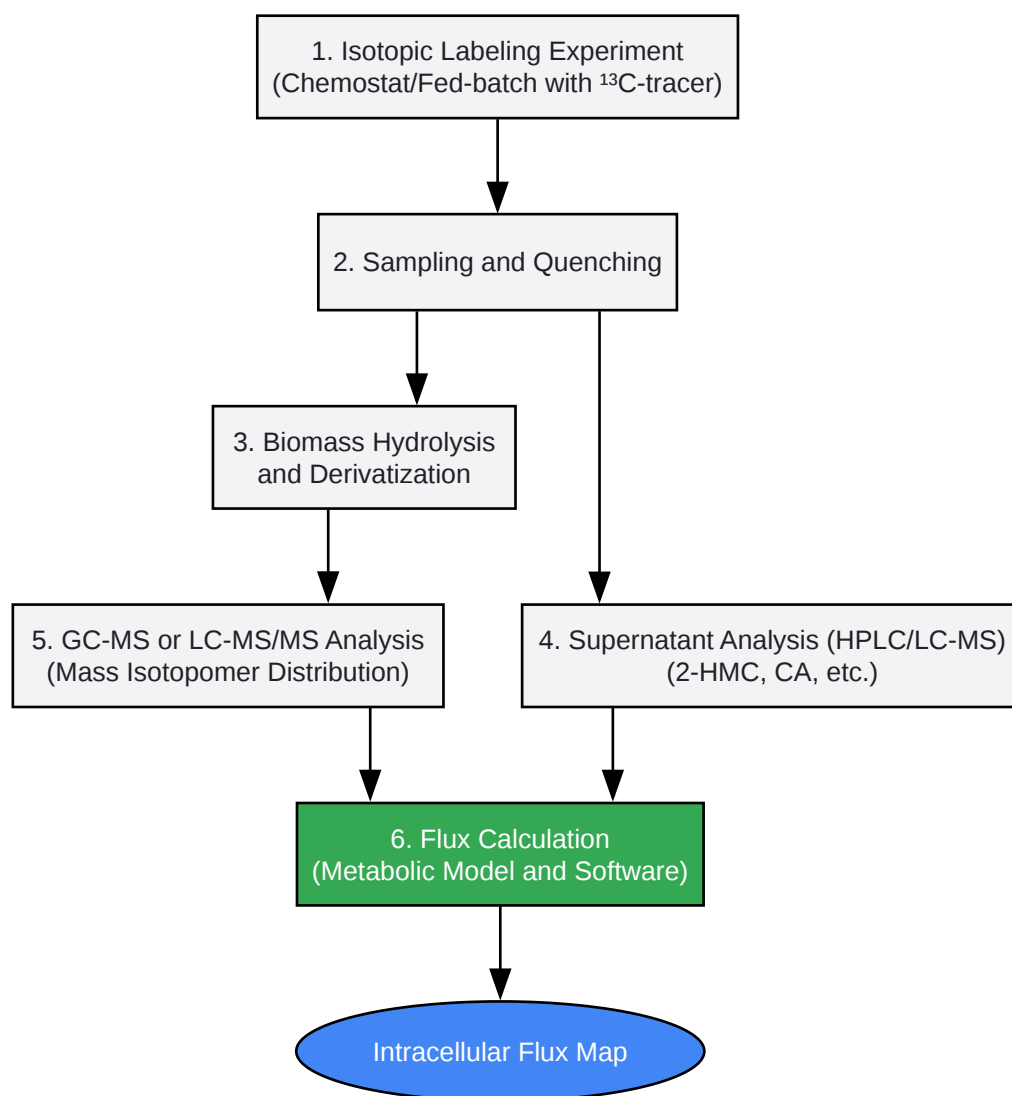 1. Isotopic Labeling Experiment
(Chemostat/Fed-batch with ¹³C-tracer)
2. Sampling and Quenching
3. Biomass Hydrolysis
and Derivatization
5. GC-MS or LC-MS/MS Analysis
(Mass Isotopomer Distribution)
4. Supernatant Analysis (HPLC/LC-MS)
(2-HMC, CA, etc.)
6. Flux Calculation
(Metabolic Model and Software)
Intracellular Flux Map